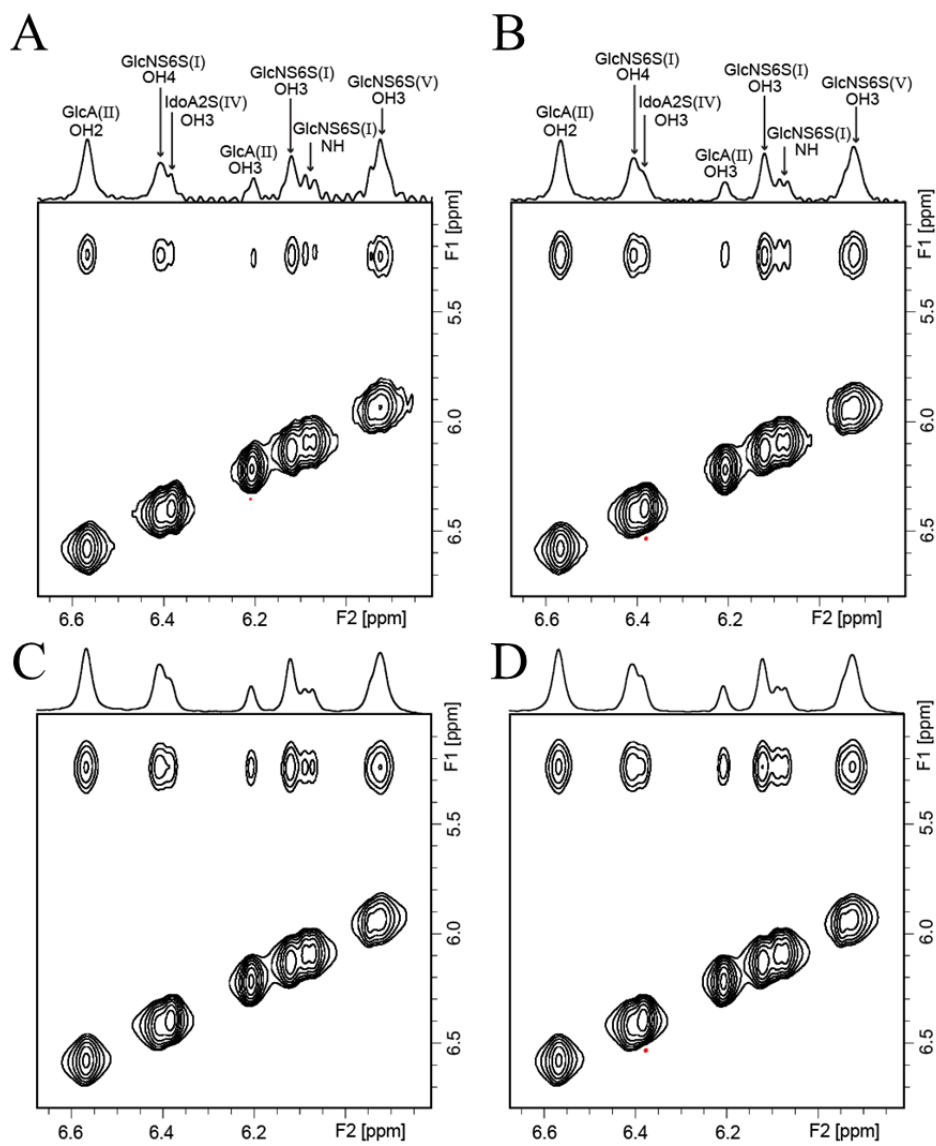 A
GlcA(II)
OH2
GlcNS6S(I)
OH4
IdoA2S(IV)
OH3
GlcA(II)
OH3
GlcNS6S(I)
OH3
GlcNS6S(I)
NH
GlcNS6S(V)
OH3
F1 [ppm]
5.5
6.0
6.5
6.6
6.4
6.2
F2 [ppm]
B
GlcA(II)
OH2
GlcNS6S(I)
OH4
IdoA2S(IV)
OH3
GlcA(II)
OH3
GlcNS6S(I)
OH3
GlcNS6S(I)
NH
GlcNS6S(V)
OH3
F1 [ppm]
5.5
6.0
6.5
6.6
6.4
6.2
F2 [ppm]
C
F1 [ppm]
5.5
6.0
6.5
6.6
6.4
6.2
F2 [ppm]
D
F1 [ppm]
5.5
6.0
6.5
6.6
6.4
6.2
F2 [ppm]